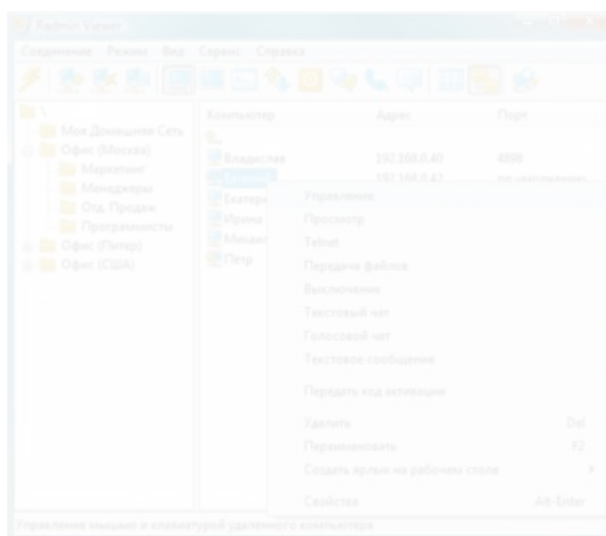 Radmin Viewer
Соединение Режим Вид Сервис Справка
\
Моя Домашняя Сеть
Офис (Москва)
Маркетинг
Менеджеры
Отд. Продаж
Программисты
Офис (Питер)
Офис (США)
Компьютер Адрес Порт
Владислав 192.168.0.40 4898
192.168.0.42 по умолчанию
Екатери
Ирина
Михаил
Петр
Управление
Просмотр
Telnet
Передача файлов
Выключение
Текстовый чат
Голосовой чат
Текстовое сообщение
Передать код активации
Удалить Del
Переименовать F2
Создать ярлык на рабочем столе
Свойства Alt-Enter
Управление мышью и клавиатурой удалённого компьютера